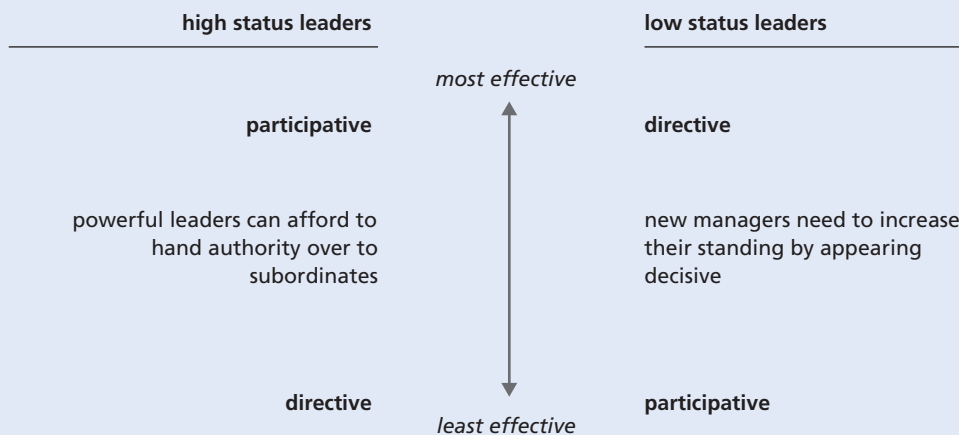 high status leaders
low status leaders
most effective
participative
directive
powerful leaders can afford to
hand authority over to
subordinates
new managers need to increase
their standing by appearing
decisive
directive
participative
least effective